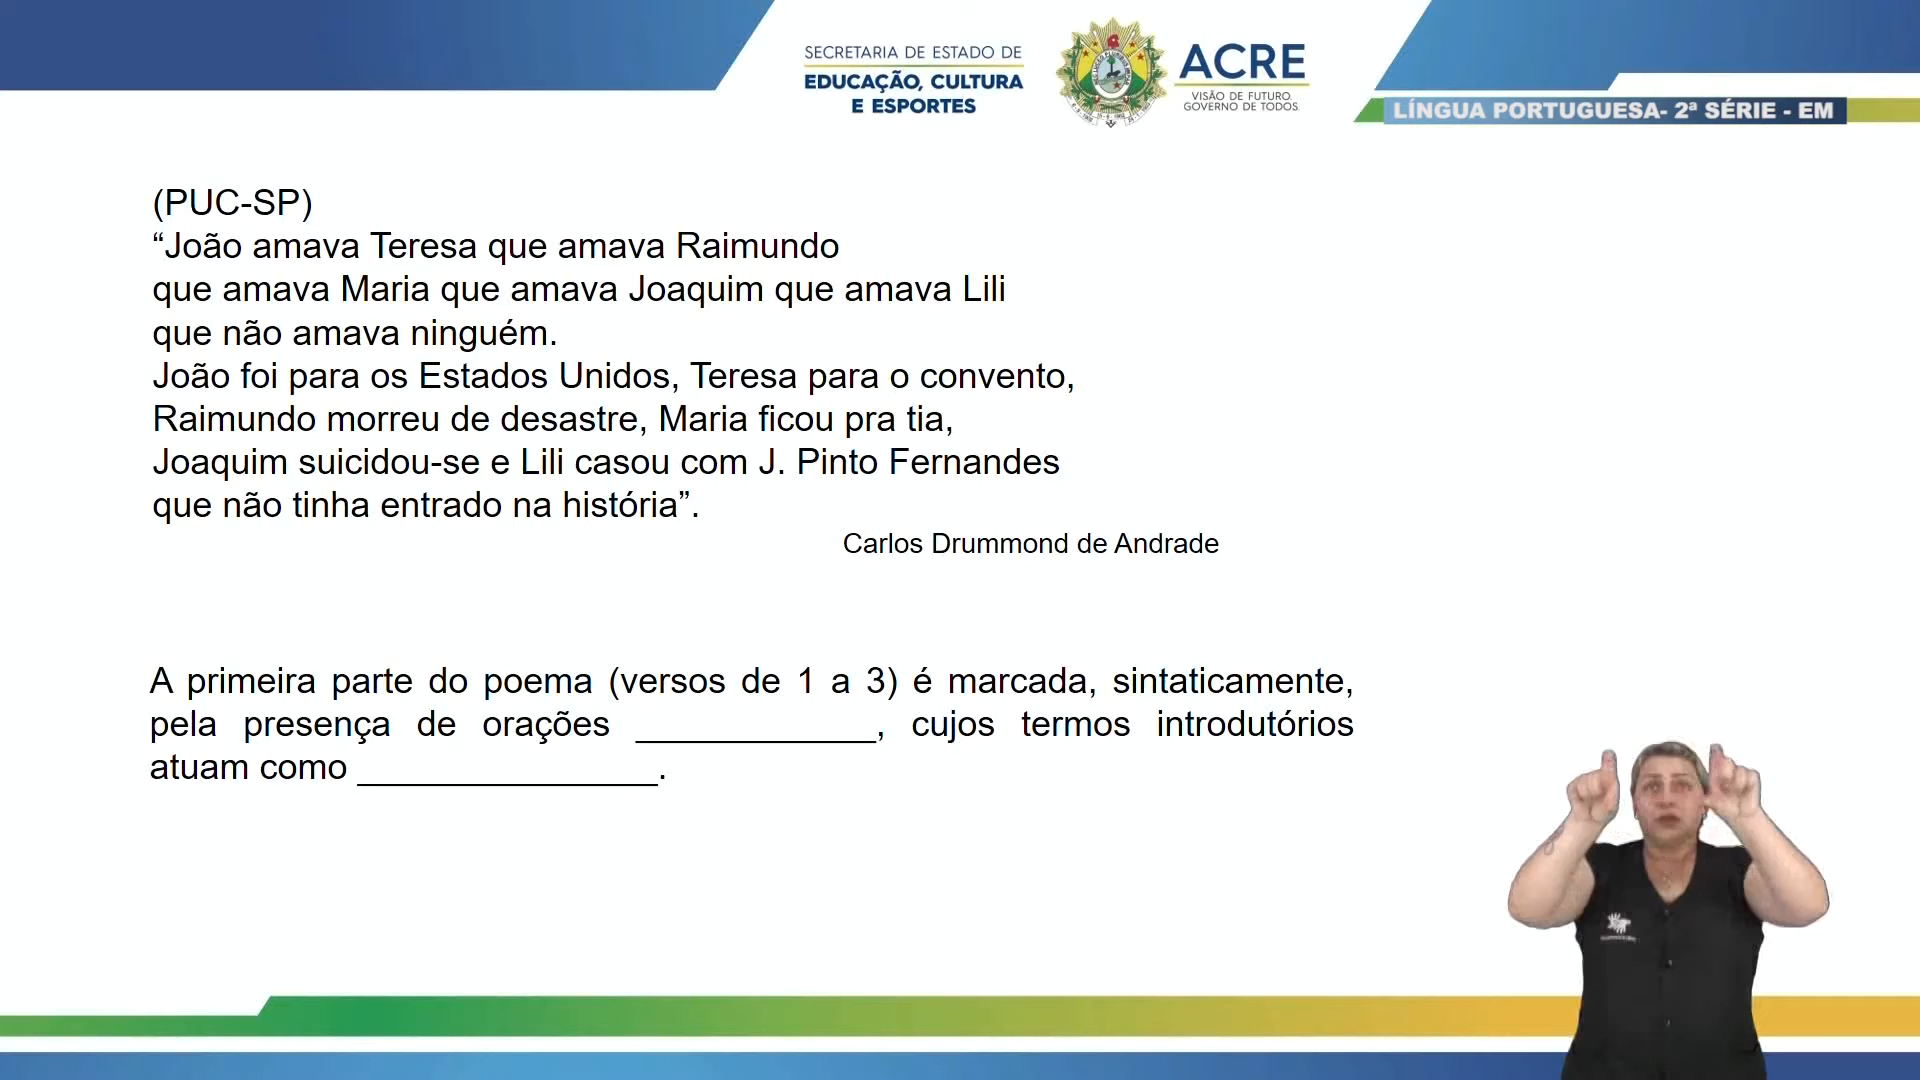 SECRETARIA DE ESTADO DE
EDUCAÇÃO, CULTURA
E ESPORTES
ACRE
VISÃO DE FUTURO.
GOVERNO DE TODOS.
LÍNGUA PORTUGUESA- 2ª SÉRIE - EM
(PUC-SP)
“João amava Teresa que amava Raimundo
que amava Maria que amava Joaquim que amava Lili
que não amava ninguém.
João foi para os Estados Unidos, Teresa para o convento,
Raimundo morreu de desastre, Maria ficou pra tia,
Joaquim suicidou-se e Lili casou com J. Pinto Fernandes
que não tinha entrado na história”.
Carlos Drummond de Andrade
A primeira parte do poema (versos de 1 a 3) é marcada, sintaticamente,
pela presença de orações ____________, cujos termos introdutórios
atuam como _______________.